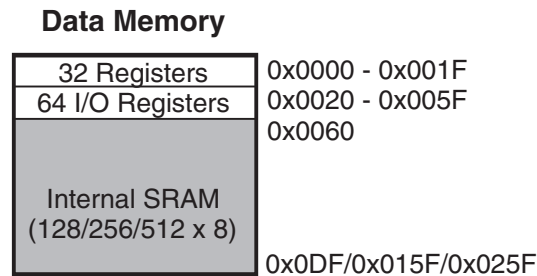 Data Memory
32 Registers 0x0000 - 0x001F
64 I/O Registers 0x0020 - 0x005F
0x0060
Internal SRAM
(128/256/512 x 8)
0x0DF/0x015F/0x025F